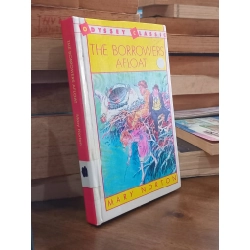 ODYSSEY CLASSIC
THE BORROWERS
AFLOAT
MARY NORTON